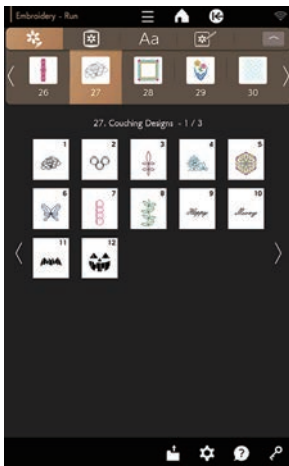 Embroidery - Run
Aa
26 27 28 29 30
27. Couching Designs - 1 / 3
1 2 3 4 5
6 7 8 9 10
Happy Merry
11 12